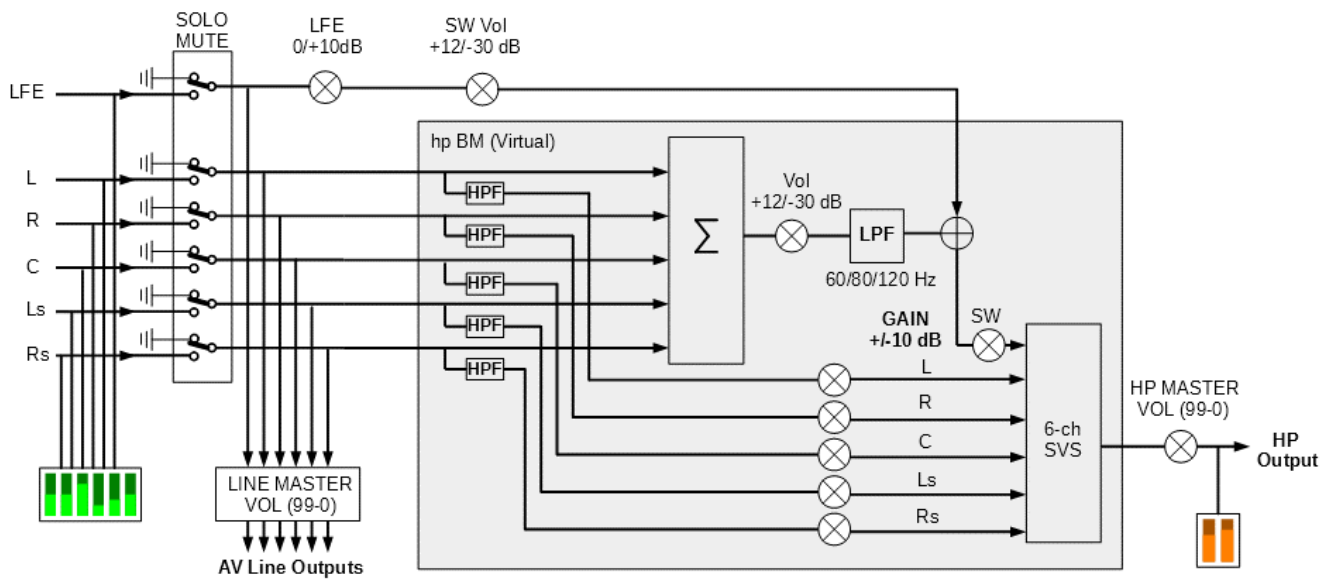 SOLO
MUTE
LFE
0/+10dB
SW Vol
+12/-30 dB
LFE
L
R
C
Ls
Rs
hp BM (Virtual)
HPF
HPF
HPF
HPF
HPF
Σ
Vol
+12/-30 dB
LPF
60/80/120 Hz
GAIN
+/-10 dB
SW
L
R
C
Ls
Rs
6-ch
SVS
HP MASTER
VOL (99-0)
HP
Output
LINE MASTER
VOL (99-0)
AV Line Outputs